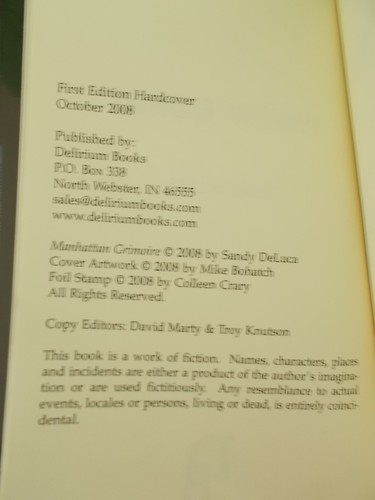 First Edition Hardcover
October 2008
Published by:
Delirium Books
P.O. Box 338
North Webster, IN 46555
sales@deliriumbooks.com
www.deliriumbooks.com
Manhattan Grimoire © 2008 by Sandy DeLuca
Cover Artwork © 2008 by Mike Bohatch
Foil Stamp © 2008 by Colleen Crary
All Rights Reserved.
Copy Editors: David Marty & Troy Knutson
This book is a work of fiction. Names, characters, places
and incidents are either a product of the author's imagina-
tion or are used fictitiously. Any resemblance to actual
events, locales or persons, living or dead, is entirely coinci-
dental.